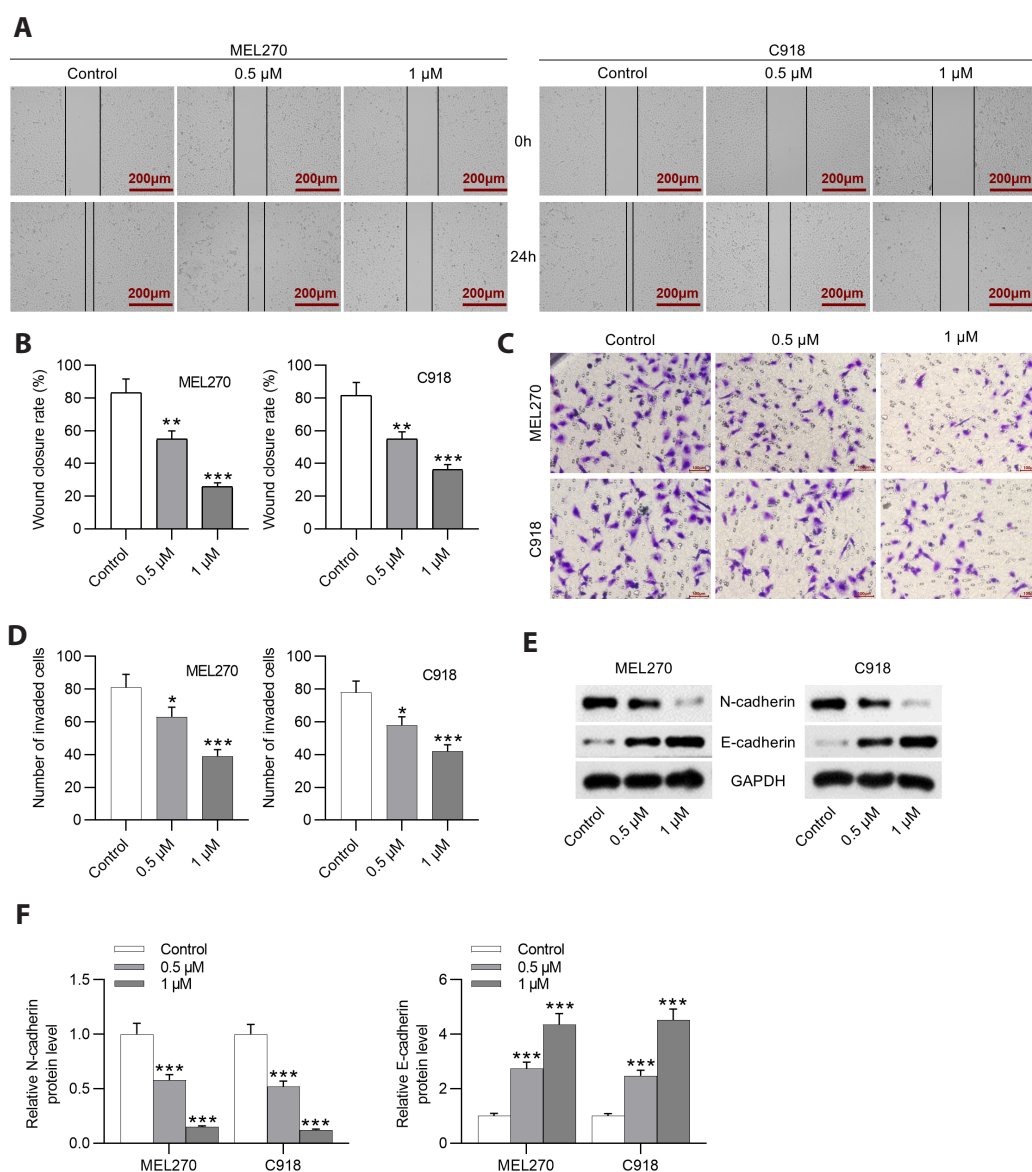 A
MEL270 C918
Control 0.5 µM 1 µM Control 0.5 µM 1 µM
200µm 200µm 200µm 0h 200µm 200µm 200µm
200µm 200µm 200µm 24h 200µm 200µm 200µm
B
Wound closure rate (%)
100
80
60
40
20
0
MEL270
**
***
Control 0.5 µM 1 µM
Wound closure rate (%)
100
80
60
40
20
0
C918
**
***
Control 0.5 µM 1 µM
C
Control 0.5 µM 1 µM
MEL270
100µm 100µm 100µm
C918
100µm 100µm 100µm
D
Number of invaded cells
100
80
60
40
20
0
MEL270
*
***
Control 0.5 µM 1 µM
Number of invaded cells
100
80
60
40
20
0
C918
*
***
Control 0.5 µM 1 µM
E
MEL270 C918
N-cadherin
E-cadherin
GAPDH
Control 0.5 µM 1 µM Control 0.5 µM 1 µM
F
Control
0.5 µM
1 µM
Relative N-cadherin
protein level
1.5
1.0
0.5
0.0
*** *** *** ***
MEL270 C918
Control
0.5 µM
1 µM
Relative E-cadherin
protein level
6
4
2
0
*** *** *** ***
MEL270 C918